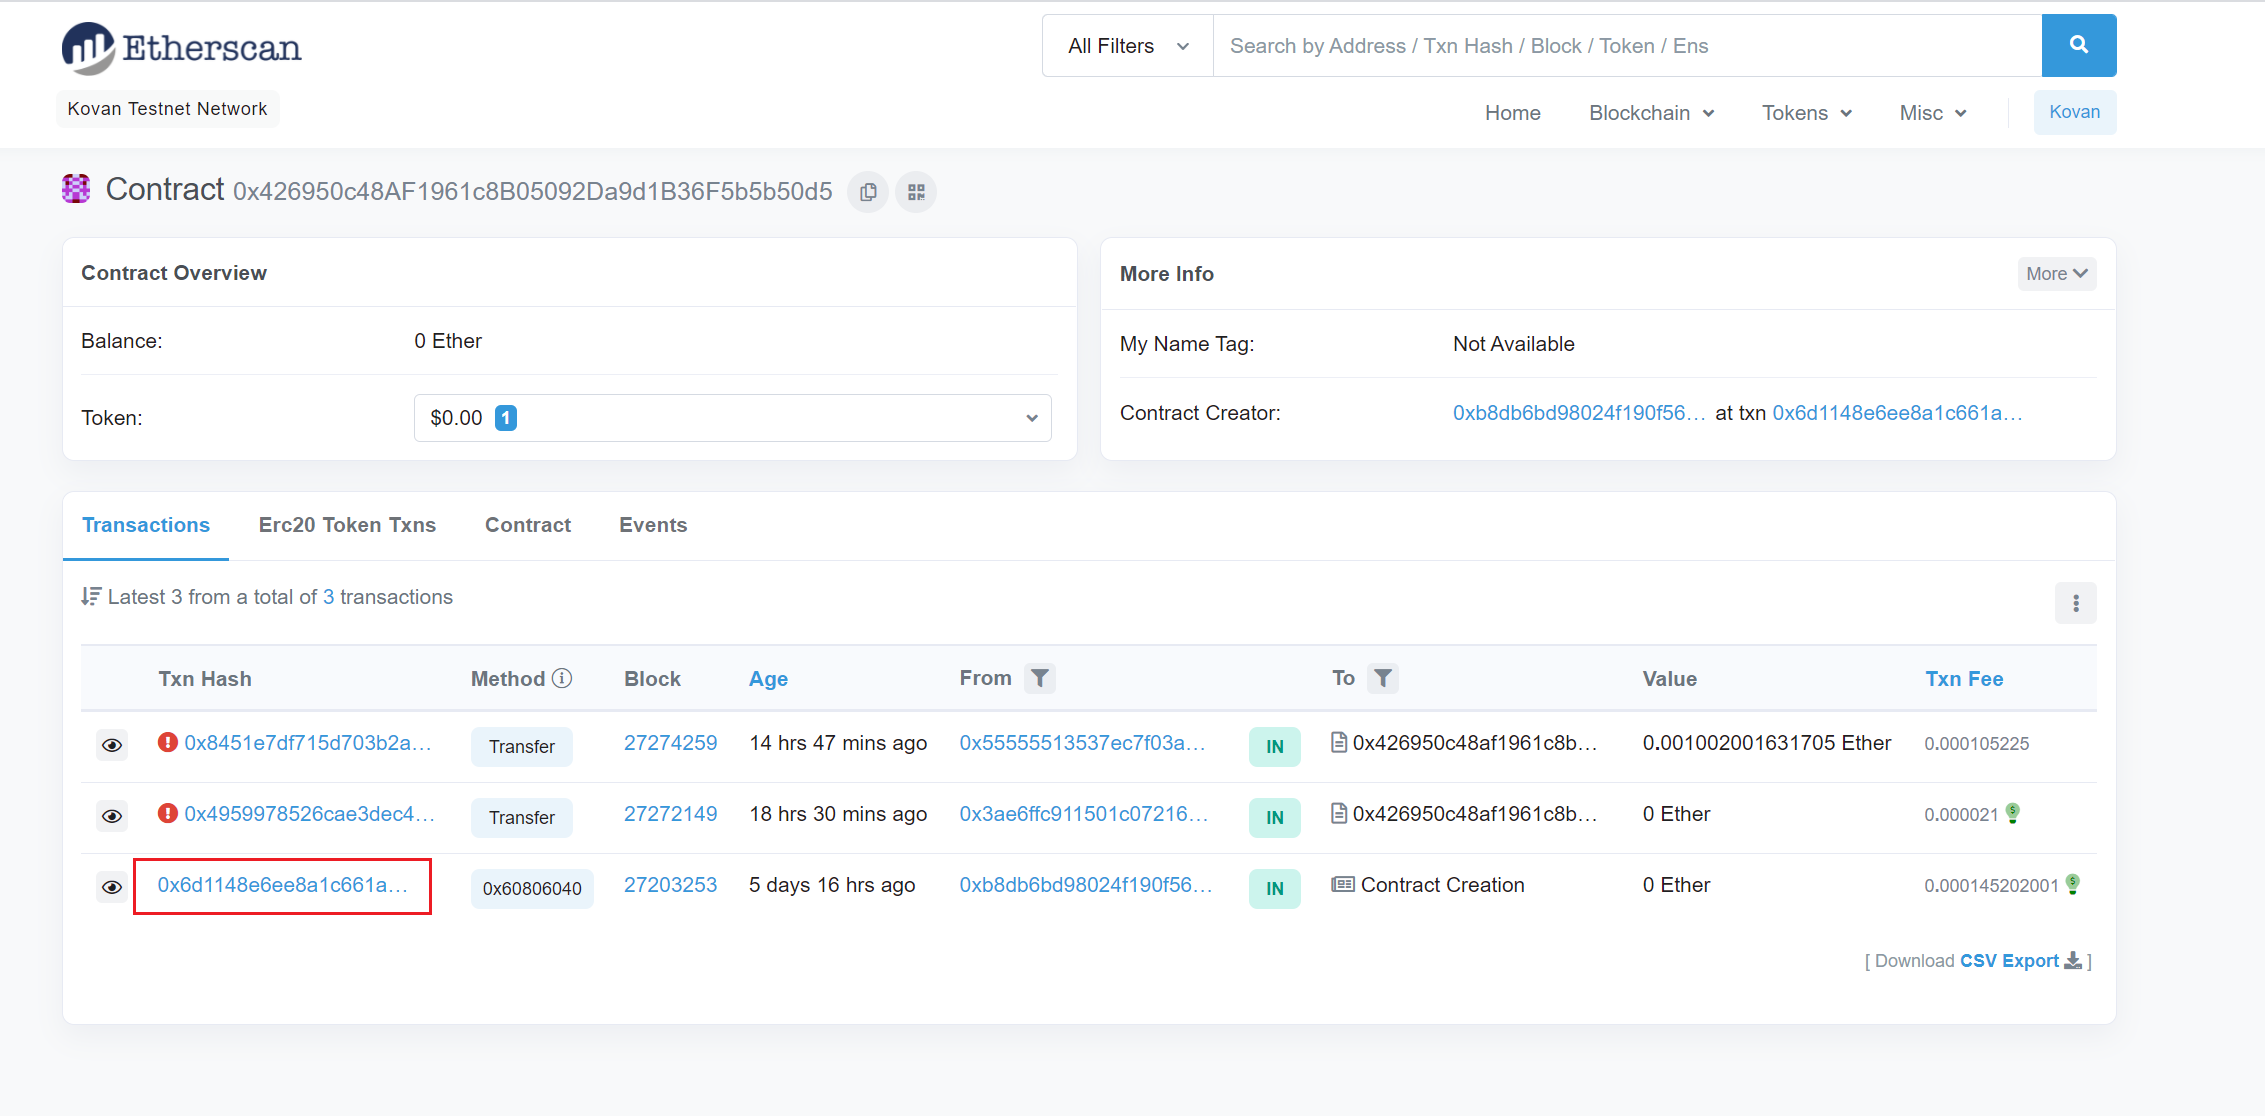 Etherscan
All Filters
Search by Address / Txn Hash / Block / Token / Ens
Kovan Testnet Network
Home Blockchain Tokens Misc Kovan
Contract 0x426950c48AF1961c8B05092Da9d1B36F5b5b50d5
Contract Overview
Balance: 0 Ether
Token: $0.00 1
More Info More
My Name Tag: Not Available
Contract Creator: 0xb8db6bd98024f190f56... at txn 0x6d1148e6ee8a1c661a...
Transactions Erc20 Token Txns Contract Events
Latest 3 from a total of 3 transactions
Txn Hash Method Block Age From To Value Txn Fee
0x8451e7df715d703b2a... Transfer 27274259 14 hrs 47 mins ago 0x55555513537ec7f03a... IN 0x426950c48af1961c8b... 0.001002001631705 Ether 0.000105225
0x4959978526cae3dec4... Transfer 27272149 18 hrs 30 mins ago 0x3ae6ffc911501c07216... IN 0x426950c48af1961c8b... 0 Ether 0.000021
0x6d1148e6ee8a1c661a... 0x60806040 27203253 5 days 16 hrs ago 0xb8db6bd98024f190f56... IN Contract Creation 0 Ether 0.000145202001
[ Download CSV Export ]